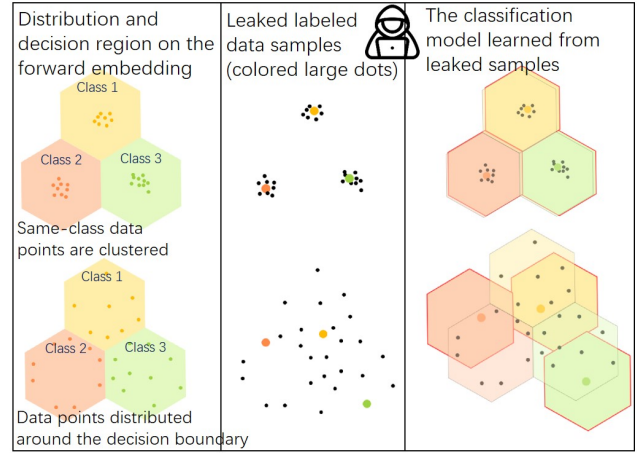 Distribution and
decision region on the
forward embedding
Class 1
Class 2
Class 3
Same-class data
points are clustered
Class 1
Class 2
Class 3
Data points distributed
around the decision boundary
Leaked labeled
data samples
(colored large dots)
The classification
model learned from
leaked samples